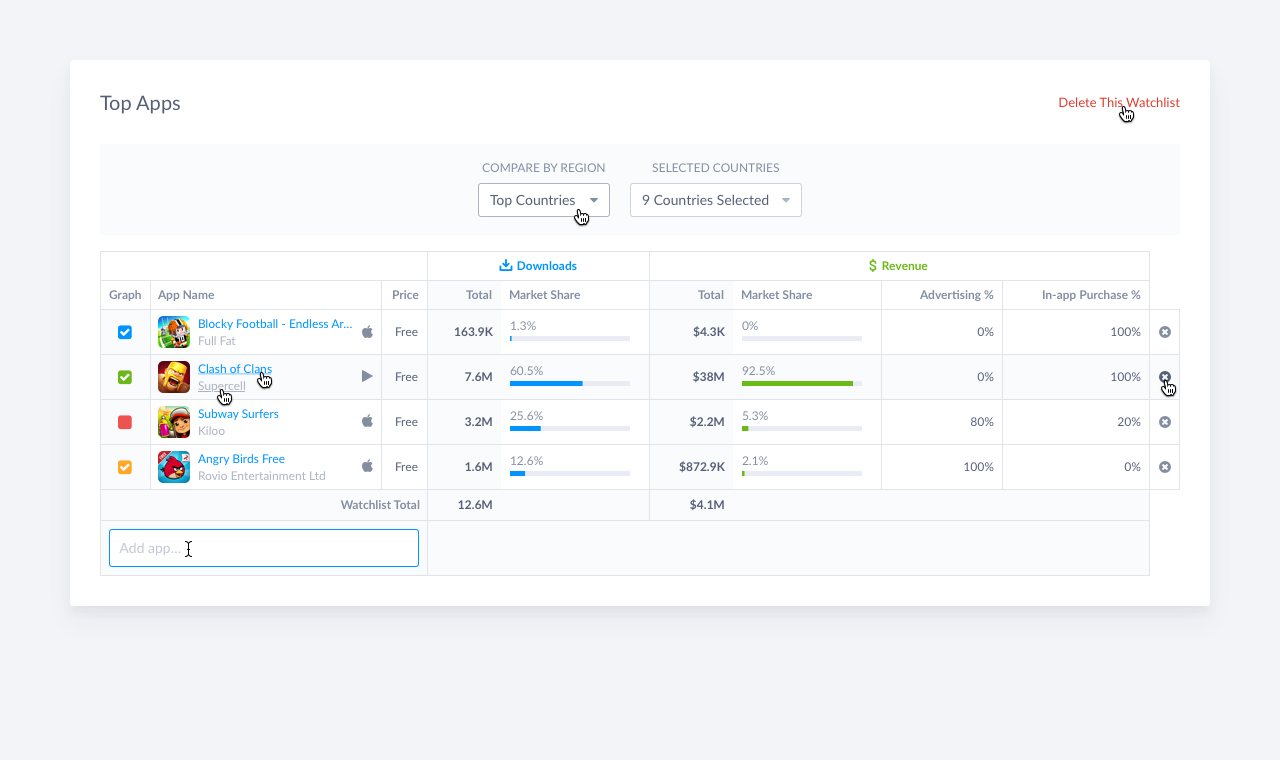 Top Apps
Delete This Watchlist
COMPARE BY REGION
SELECTED COUNTRIES
Top Countries
9 Countries Selected
Downloads
$ Revenue
Graph App Name Price Total Market Share Total Market Share Advertising % In-app Purchase %
Blocky Football - Endless Ar...
Full Fat
Free 163.9K 1.3% $4.3K 0% 0% 100%
Clash of Clans
Supercell
Free 7.6M 60.5% $38M 92.5% 0% 100%
Subway Surfers
Kiloo
Free 3.2M 25.6% $2.2M 5.3% 80% 20%
Angry Birds Free
Rovio Entertainment Ltd
Free 1.6M 12.6% $872.9K 2.1% 100% 0%
Watchlist Total 12.6M $4.1M
Add app...